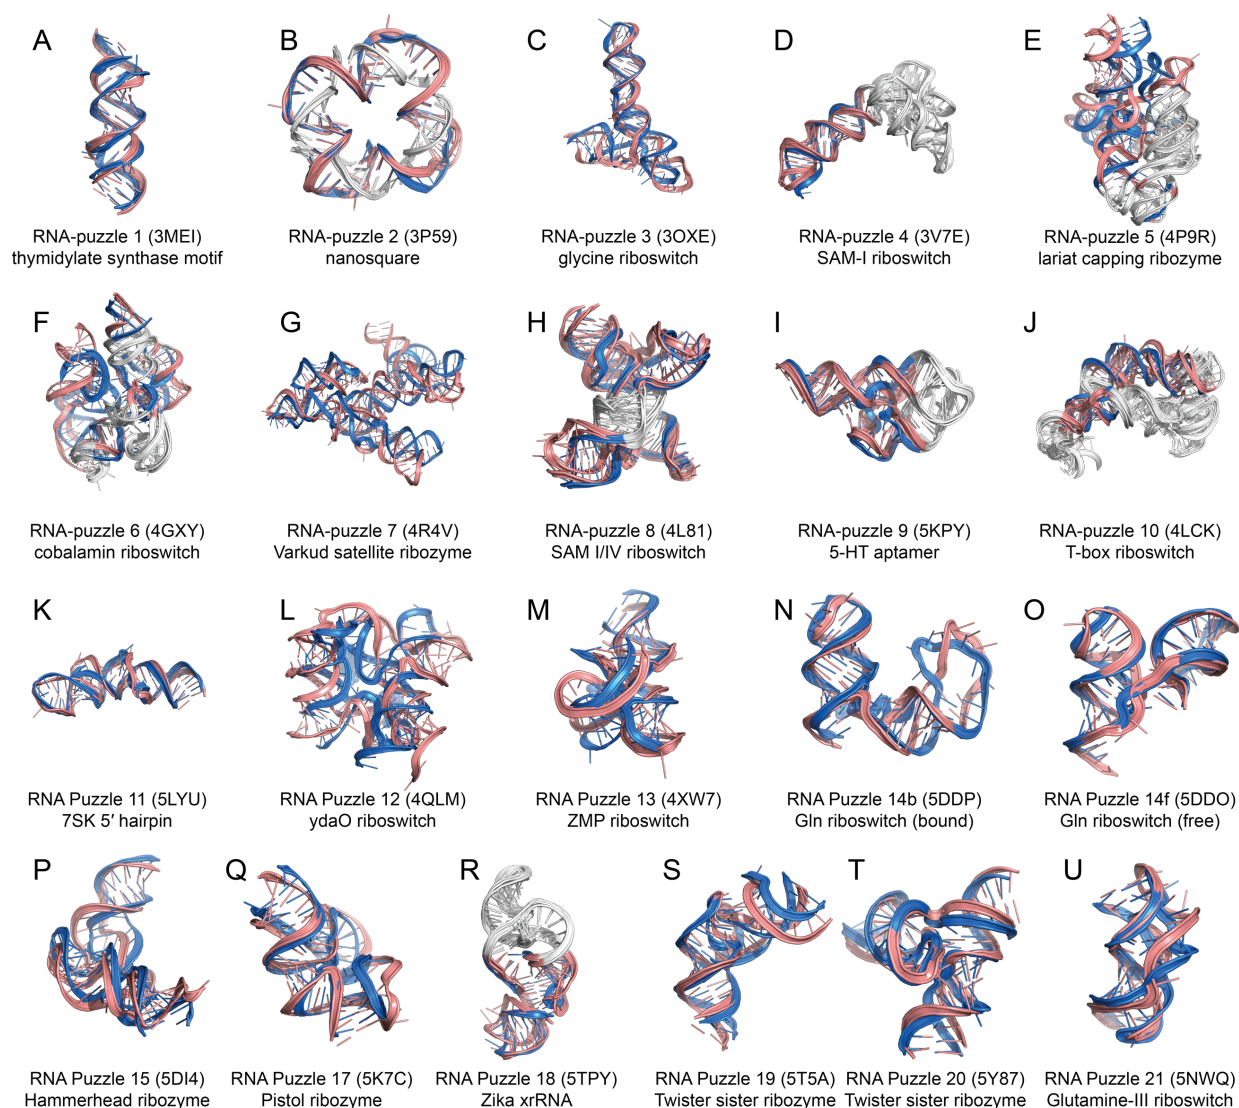 A
B
C
D
E
RNA-puzzle 1 (3MEI)
thymidylate synthase motif
RNA-puzzle 2 (3P59)
nanosquare
RNA-puzzle 3 (3OXE)
glycine riboswitch
RNA-puzzle 4 (3V7E)
SAM-I riboswitch
RNA-puzzle 5 (4P9R)
lariat capping ribozyme
F
G
H
I
J
RNA-puzzle 6 (4GXY)
cobalamin riboswitch
RNA-puzzle 7 (4R4V)
Varkud satellite ribozyme
RNA-puzzle 8 (4L81)
SAM I/IV riboswitch
RNA-puzzle 9 (5KPY)
5-HT aptamer
RNA-puzzle 10 (4LCK)
T-box riboswitch
K
L
M
N
O
RNA Puzzle 11 (5LYU)
7SK 5′ hairpin
RNA Puzzle 12 (4QLM)
ydaO riboswitch
RNA Puzzle 13 (4XW7)
ZMP riboswitch
RNA Puzzle 14b (5DDP)
Gln riboswitch (bound)
RNA Puzzle 14f (5DDO)
Gln riboswitch (free)
P
Q
R
S
T
U
RNA Puzzle 15 (5DI4)
Hammerhead ribozyme
RNA Puzzle 17 (5K7C)
Pistol ribozyme
RNA Puzzle 18 (5TPY)
Zika xrRNA
RNA Puzzle 19 (5T5A)
Twister sister ribozyme
RNA Puzzle 20 (5Y87)
Twister sister ribozyme
RNA Puzzle 21 (5NWQ)
Glutamine-III riboswitch